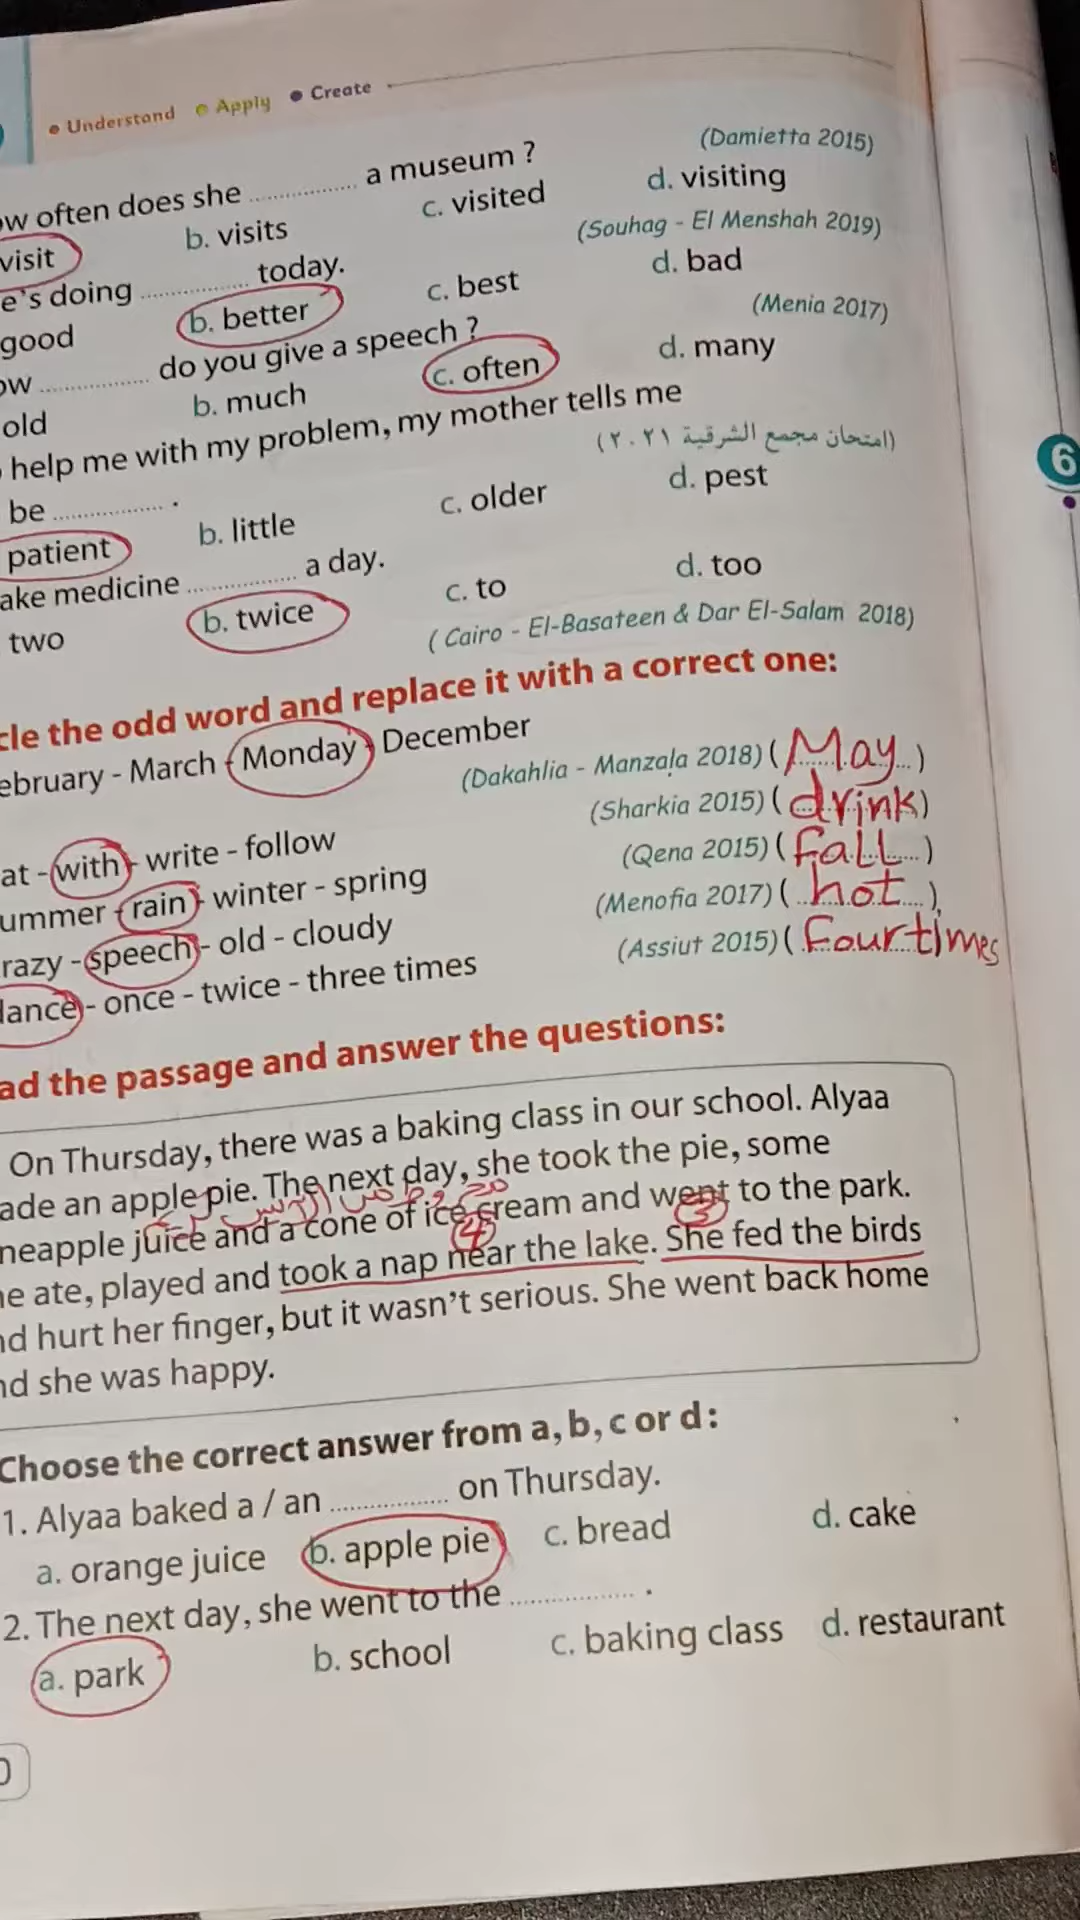 • Understand • Apply • Create
ow often does she ................ a museum ? (Damietta 2015)
visit b. visits c. visited d. visiting
e's doing ................ today. (Souhag - El Menshah 2019)
good b. better c. best d. bad
ow ................ do you give a speech ? (Menia 2017)
old b. much c. often d. many
help me with my problem, my mother tells me
be ................ . (امتحان مجمع الشرقية ٢٠٢١)
patient b. little c. older d. pest
ake medicine ................ a day.
two b. twice c. to d. too
( Cairo - El-Basateen & Dar El-Salam 2018)
cle the odd word and replace it with a correct one:
ebruary - March - Monday - December
(Dakahlia - Manzala 2018) ( May )
at - with - write - follow (Sharkia 2015) ( drink )
ummer - rain - winter - spring (Qena 2015) ( fall )
razy - speech - old - cloudy (Menofia 2017) ( hot ),
lance - once - twice - three times (Assiut 2015) ( Four times
ad the passage and answer the questions:
On Thursday, there was a baking class in our school. Alyaa
ade an apple pie. The next day, she took the pie, some
neapple juice and a cone of ice cream and went to the park.
④ ③
he ate, played and took a nap near the lake. She fed the birds
nd hurt her finger, but it wasn't serious. She went back home
nd she was happy.
Choose the correct answer from a, b, c or d:
1. Alyaa baked a / an ................ on Thursday.
a. orange juice b. apple pie c. bread d. cake
2. The next day, she went to the ................ .
a. park b. school c. baking class d. restaurant
6